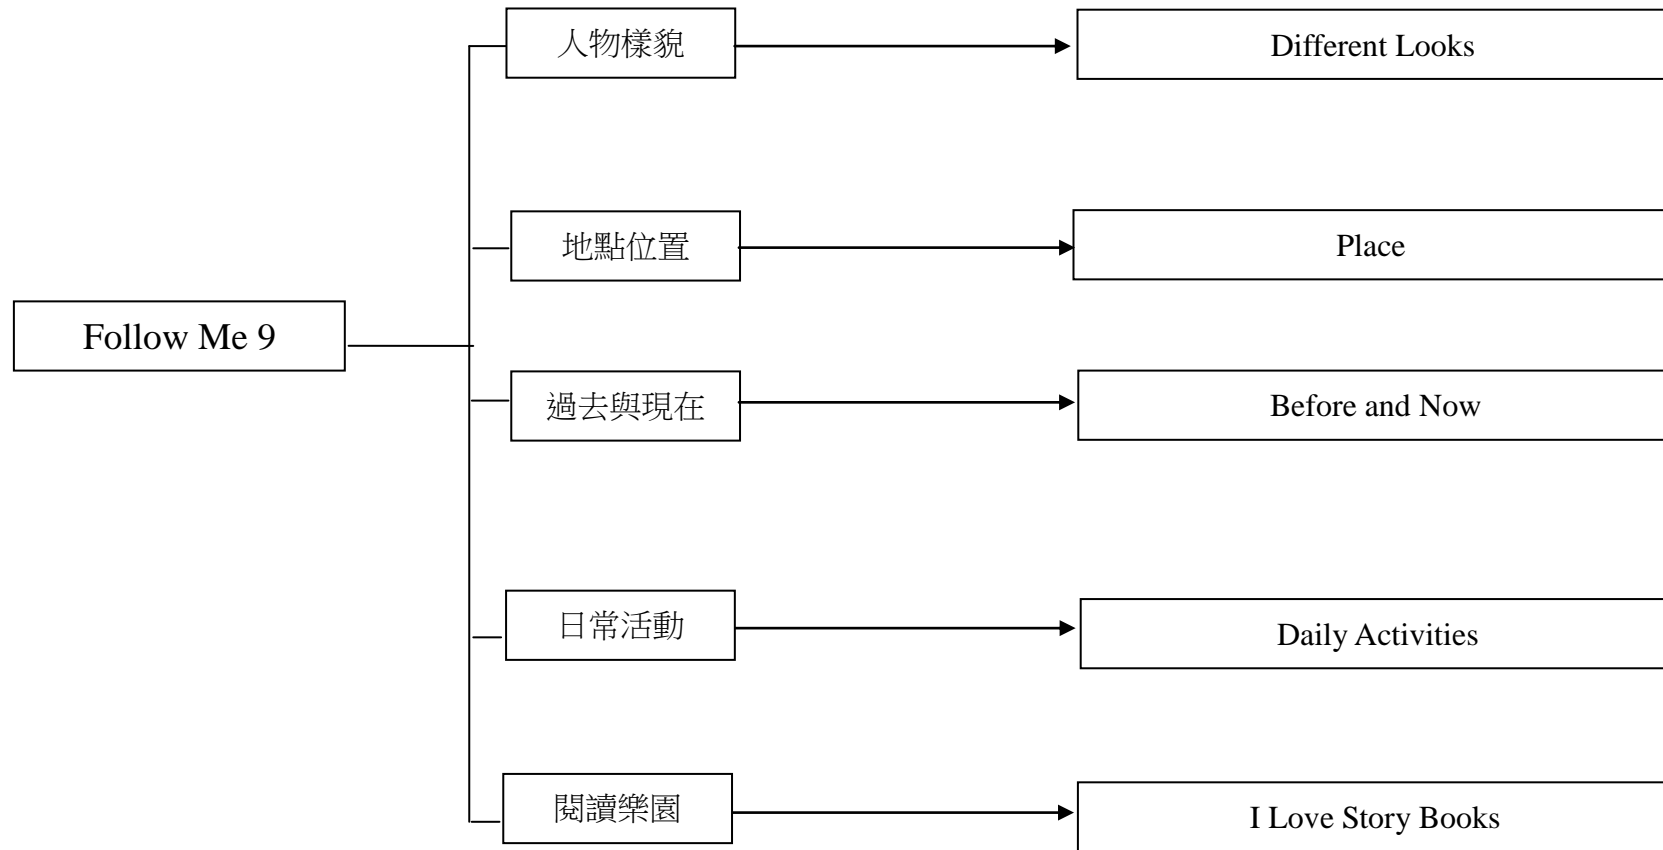 人物樣貌
Different Looks
地點位置
Place
Follow Me 9
過去與現在
Before and Now
日常活動
Daily Activities
閱讀樂園
I Love Story Books